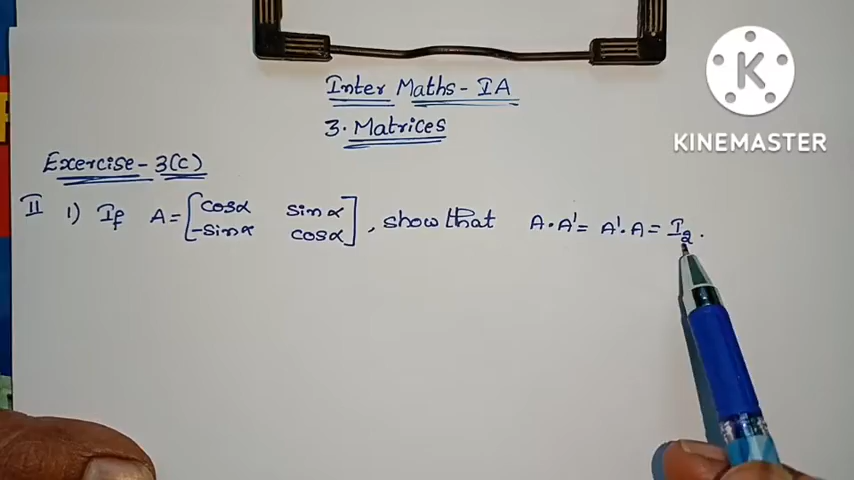 Inter Maths - IA
3. Matrices
KINEMASTER
Exercise - 3(c)
II 1) If A = [cosα sinα
-sinα cosα], show that A·A' = A'·A = I₂.